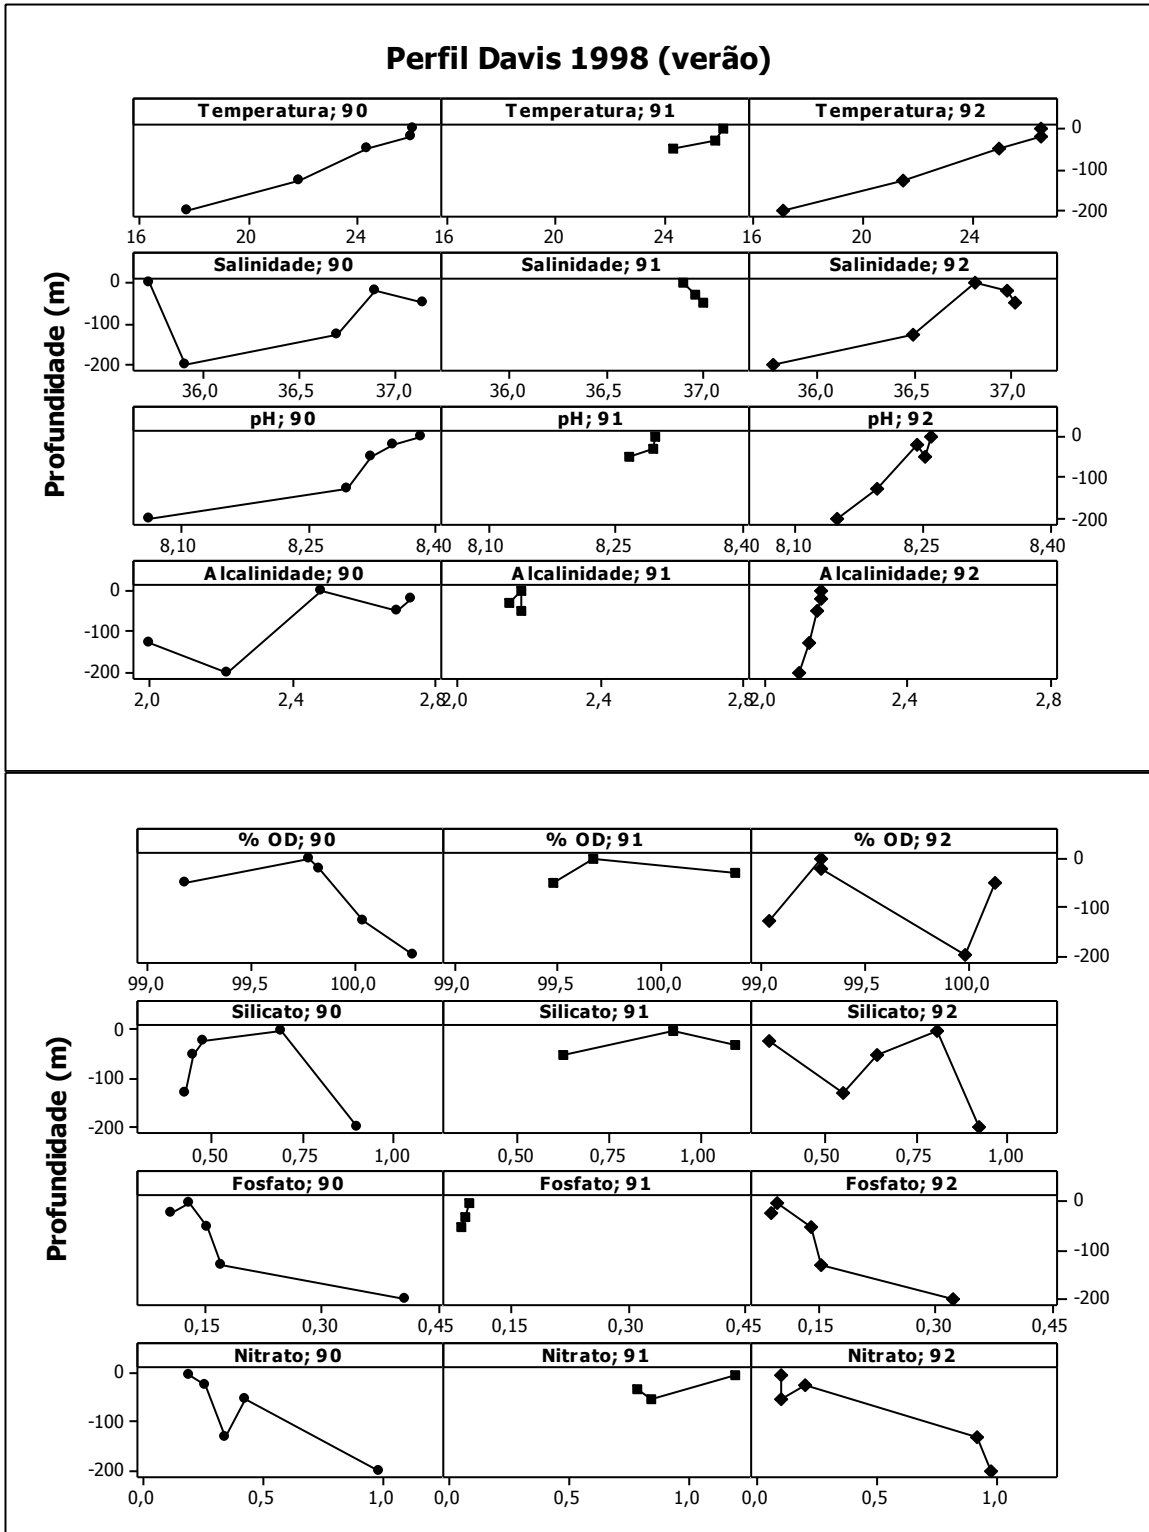 Perfil Davis 1998 (verão)
Temperatura; 90 Temperatura; 91 Temperatura; 92
0
-100
-200
16 20 24 16 20 24 16 20 24
Salinidade; 90 Salinidade; 91 Salinidade; 92
0
-100
-200
36,0 36,5 37,0 36,0 36,5 37,0 36,0 36,5 37,0
pH; 90 pH; 91 pH; 92
0
-100
-200
8,10 8,25 8,40 8,10 8,25 8,40 8,10 8,25 8,40
Alcalinidade; 90 Alcalinidade; 91 Alcalinidade; 92
0
-100
-200
2,0 2,4 2,8 2,0 2,4 2,8 2,0 2,4 2,8
Profundidade (m)
% OD; 90 % OD; 91 % OD; 92
0
-100
-200
99,0 99,5 100,0 99,0 99,5 100,0 99,0 99,5 100,0
Silicato; 90 Silicato; 91 Silicato; 92
0
-100
-200
0,50 0,75 1,00 0,50 0,75 1,00 0,50 0,75 1,00
Fosfato; 90 Fosfato; 91 Fosfato; 92
0
-100
-200
0,15 0,30 0,45 0,15 0,30 0,45 0,15 0,30 0,45
Nitrato; 90 Nitrato; 91 Nitrato; 92
0
-100
-200
0,0 0,5 1,0 0,0 0,5 1,0 0,0 0,5 1,0
Profundidade (m)